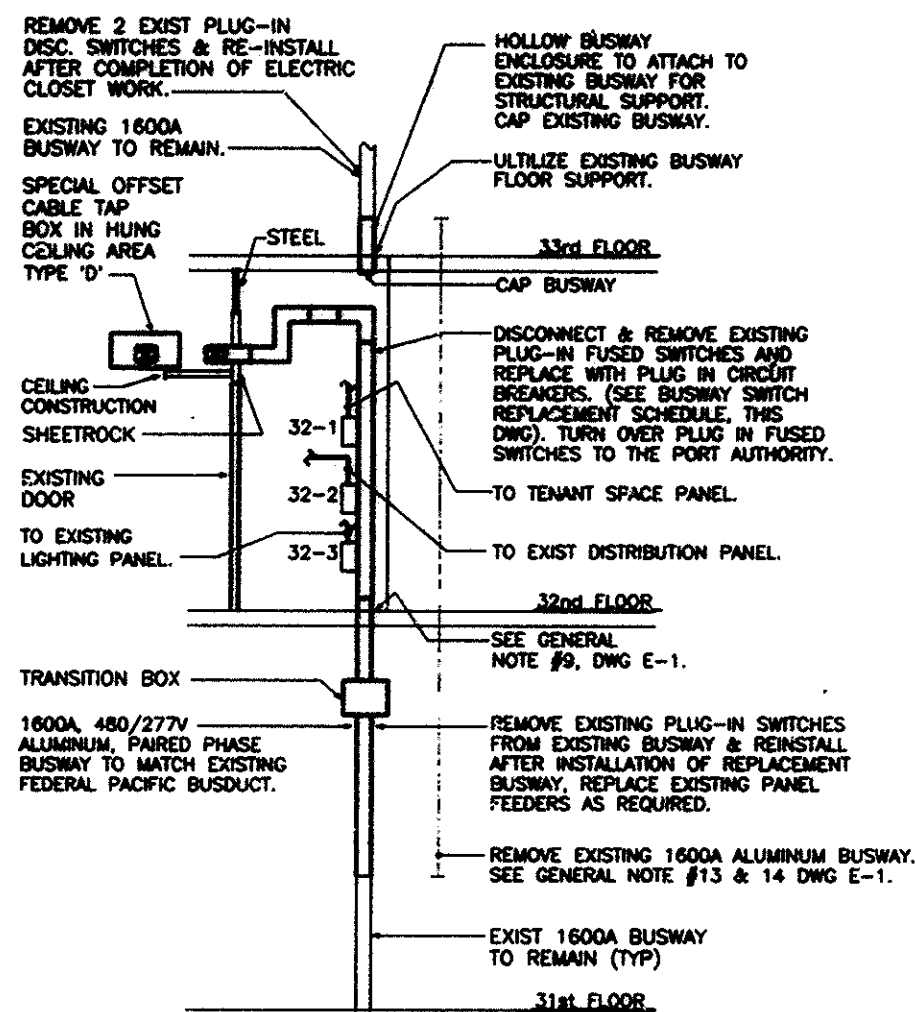 REMOVE 2 EXIST PLUG-IN
DISC. SWITCHES & RE-INSTALL
AFTER COMPLETION OF ELECTRIC
CLOSET WORK.
EXISTING 1600A
BUSWAY TO REMAIN.
SPECIAL OFFSET
CABLE TAP
BOX IN HUNG
CEILING AREA
TYPE 'D'
STEEL
CEILING
CONSTRUCTION
SHEETROCK
EXISTING
DOOR
TO EXISTING
LIGHTING PANEL.
32-1
32-2
32-3
TRANSITION BOX
1600A, 480/277V
ALUMINUM, PAIRED PHASE
BUSWAY TO MATCH EXISTING
FEDERAL PACIFIC BUSDUCT.
HOLLOW BUSWAY
ENCLOSURE TO ATTACH TO
EXISTING BUSWAY FOR
STRUCTURAL SUPPORT.
CAP EXISTING BUSWAY.
ULTILIZE EXISTING BUSWAY
FLOOR SUPPORT.
33rd FLOOR
CAP BUSWAY
DISCONNECT & REMOVE EXISTING
PLUG-IN FUSED SWITCHES AND
REPLACE WITH PLUG IN CIRCUIT
BREAKERS. (SEE BUSWAY SWITCH
REPLACEMENT SCHEDULE, THIS
DWG). TURN OVER PLUG IN FUSED
SWITCHES TO THE PORT AUTHORITY.
TO TENANT SPACE PANEL.
TO EXIST DISTRIBUTION PANEL.
32nd FLOOR
SEE GENERAL
NOTE #9, DWG E-1.
REMOVE EXISTING PLUG-IN SWITCHES
FROM EXISTING BUSWAY & REINSTALL
AFTER INSTALLATION OF REPLACEMENT
BUSWAY, REPLACE EXISTING PANEL
FEEDERS AS REQUIRED.
REMOVE EXISTING 1600A ALUMINUM BUSWAY.
SEE GENERAL NOTE #13 & 14 DWG E-1.
EXIST 1600A BUSWAY
TO REMAIN (TYP)
31st FLOOR